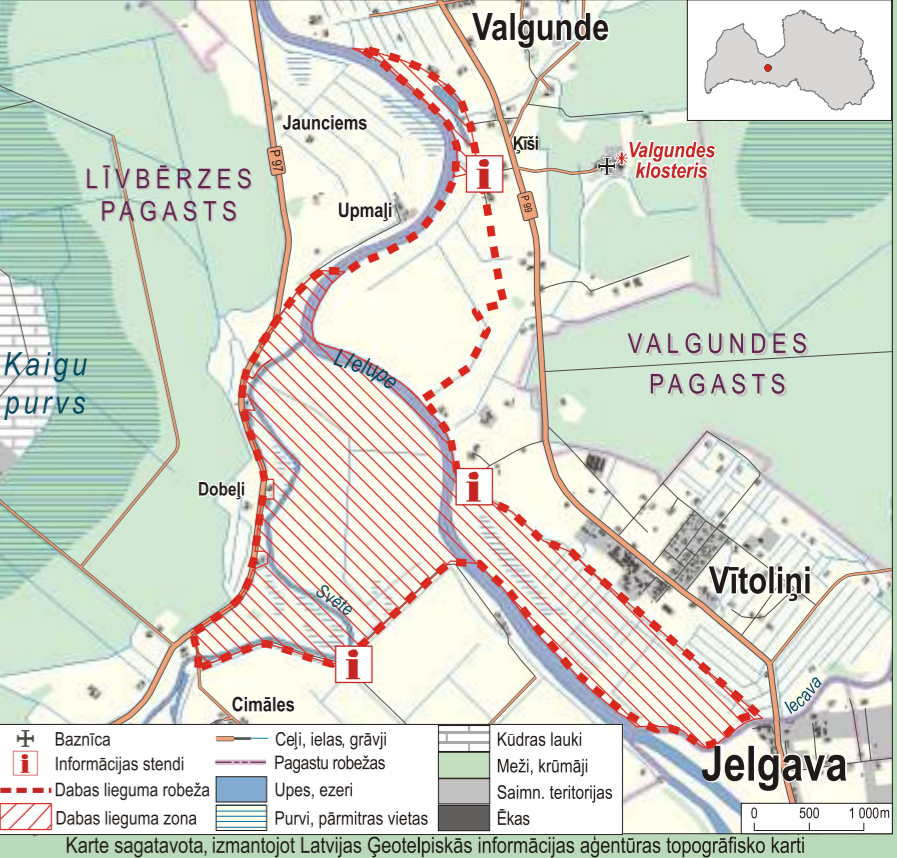 Valgunde
Jaunciems
Ķīši
Valgundes
klosteris
P 97
LĪVBĒRZES
PAGASTS
Upmaļi
P 99
VALGUNDES
PAGASTS
Kaigu
purvs
Lielupe
Dobeļi
Vītoliņi
Svēte
Iecava
Cimāles
Jelgava
Baznīca
Informācijas stendi
Dabas lieguma robeža
Dabas lieguma zona
Ceļi, ielas, grāvji
Pagastu robežas
Upes, ezeri
Purvi, pārmitras vietas
Kūdras lauki
Meži, krūmāji
Saimn. teritorijas
Ēkas
0 500 1 000m
Karte sagatavota, izmantojot Latvijas Ģeotelpiskās informācijas aģentūras topogrāfisko karti